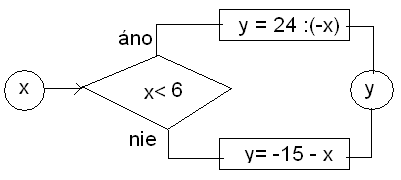 áno
y = 24 :(-x)
x
x< 6
y
nie
y= -15 - x